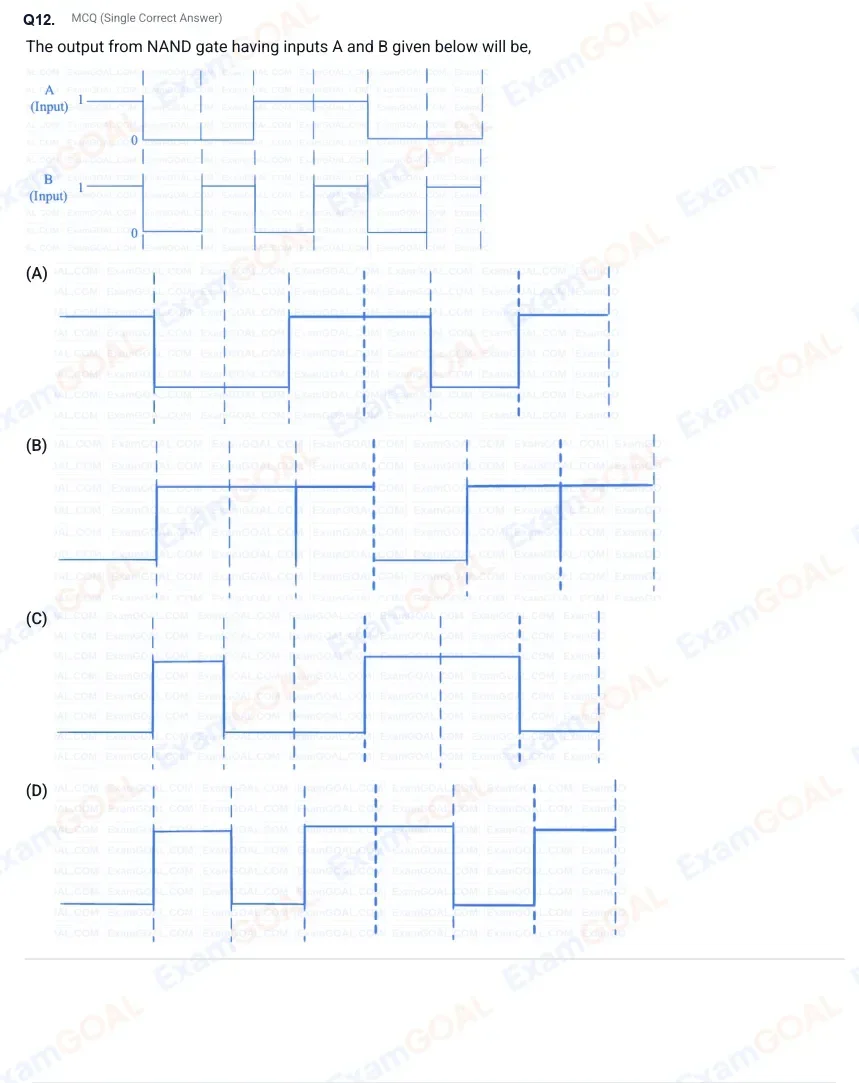 Q12. MCQ (Single Correct Answer)
The output from NAND gate having inputs A and B given below will be,
A
(Input) 1
0
B
(Input) 1
0
(A)
(B)
(C)
(D)
ExamGOAL